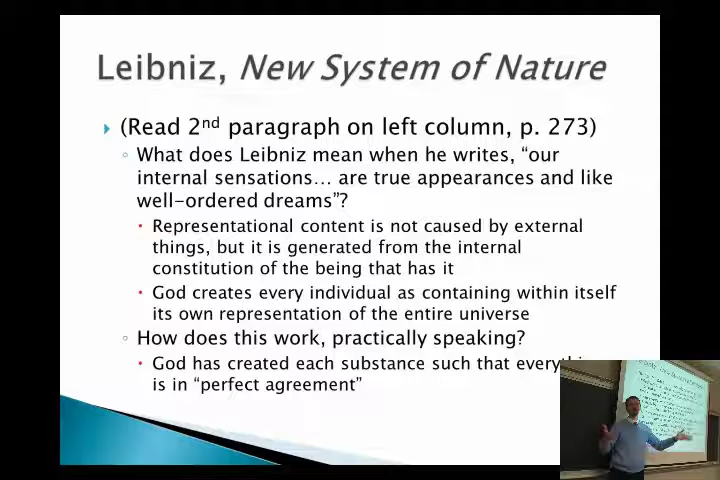 Leibniz, New System of Nature
(Read 2nd paragraph on left column, p. 273)
What does Leibniz mean when he writes, “our
internal sensations… are true appearances and like
well-ordered dreams”?
Representational content is not caused by external
things, but it is generated from the internal
constitution of the being that has it
God creates every individual as containing within itself
its own representation of the entire universe
How does this work, practically speaking?
God has created each substance such that
is in “perfect agreement”